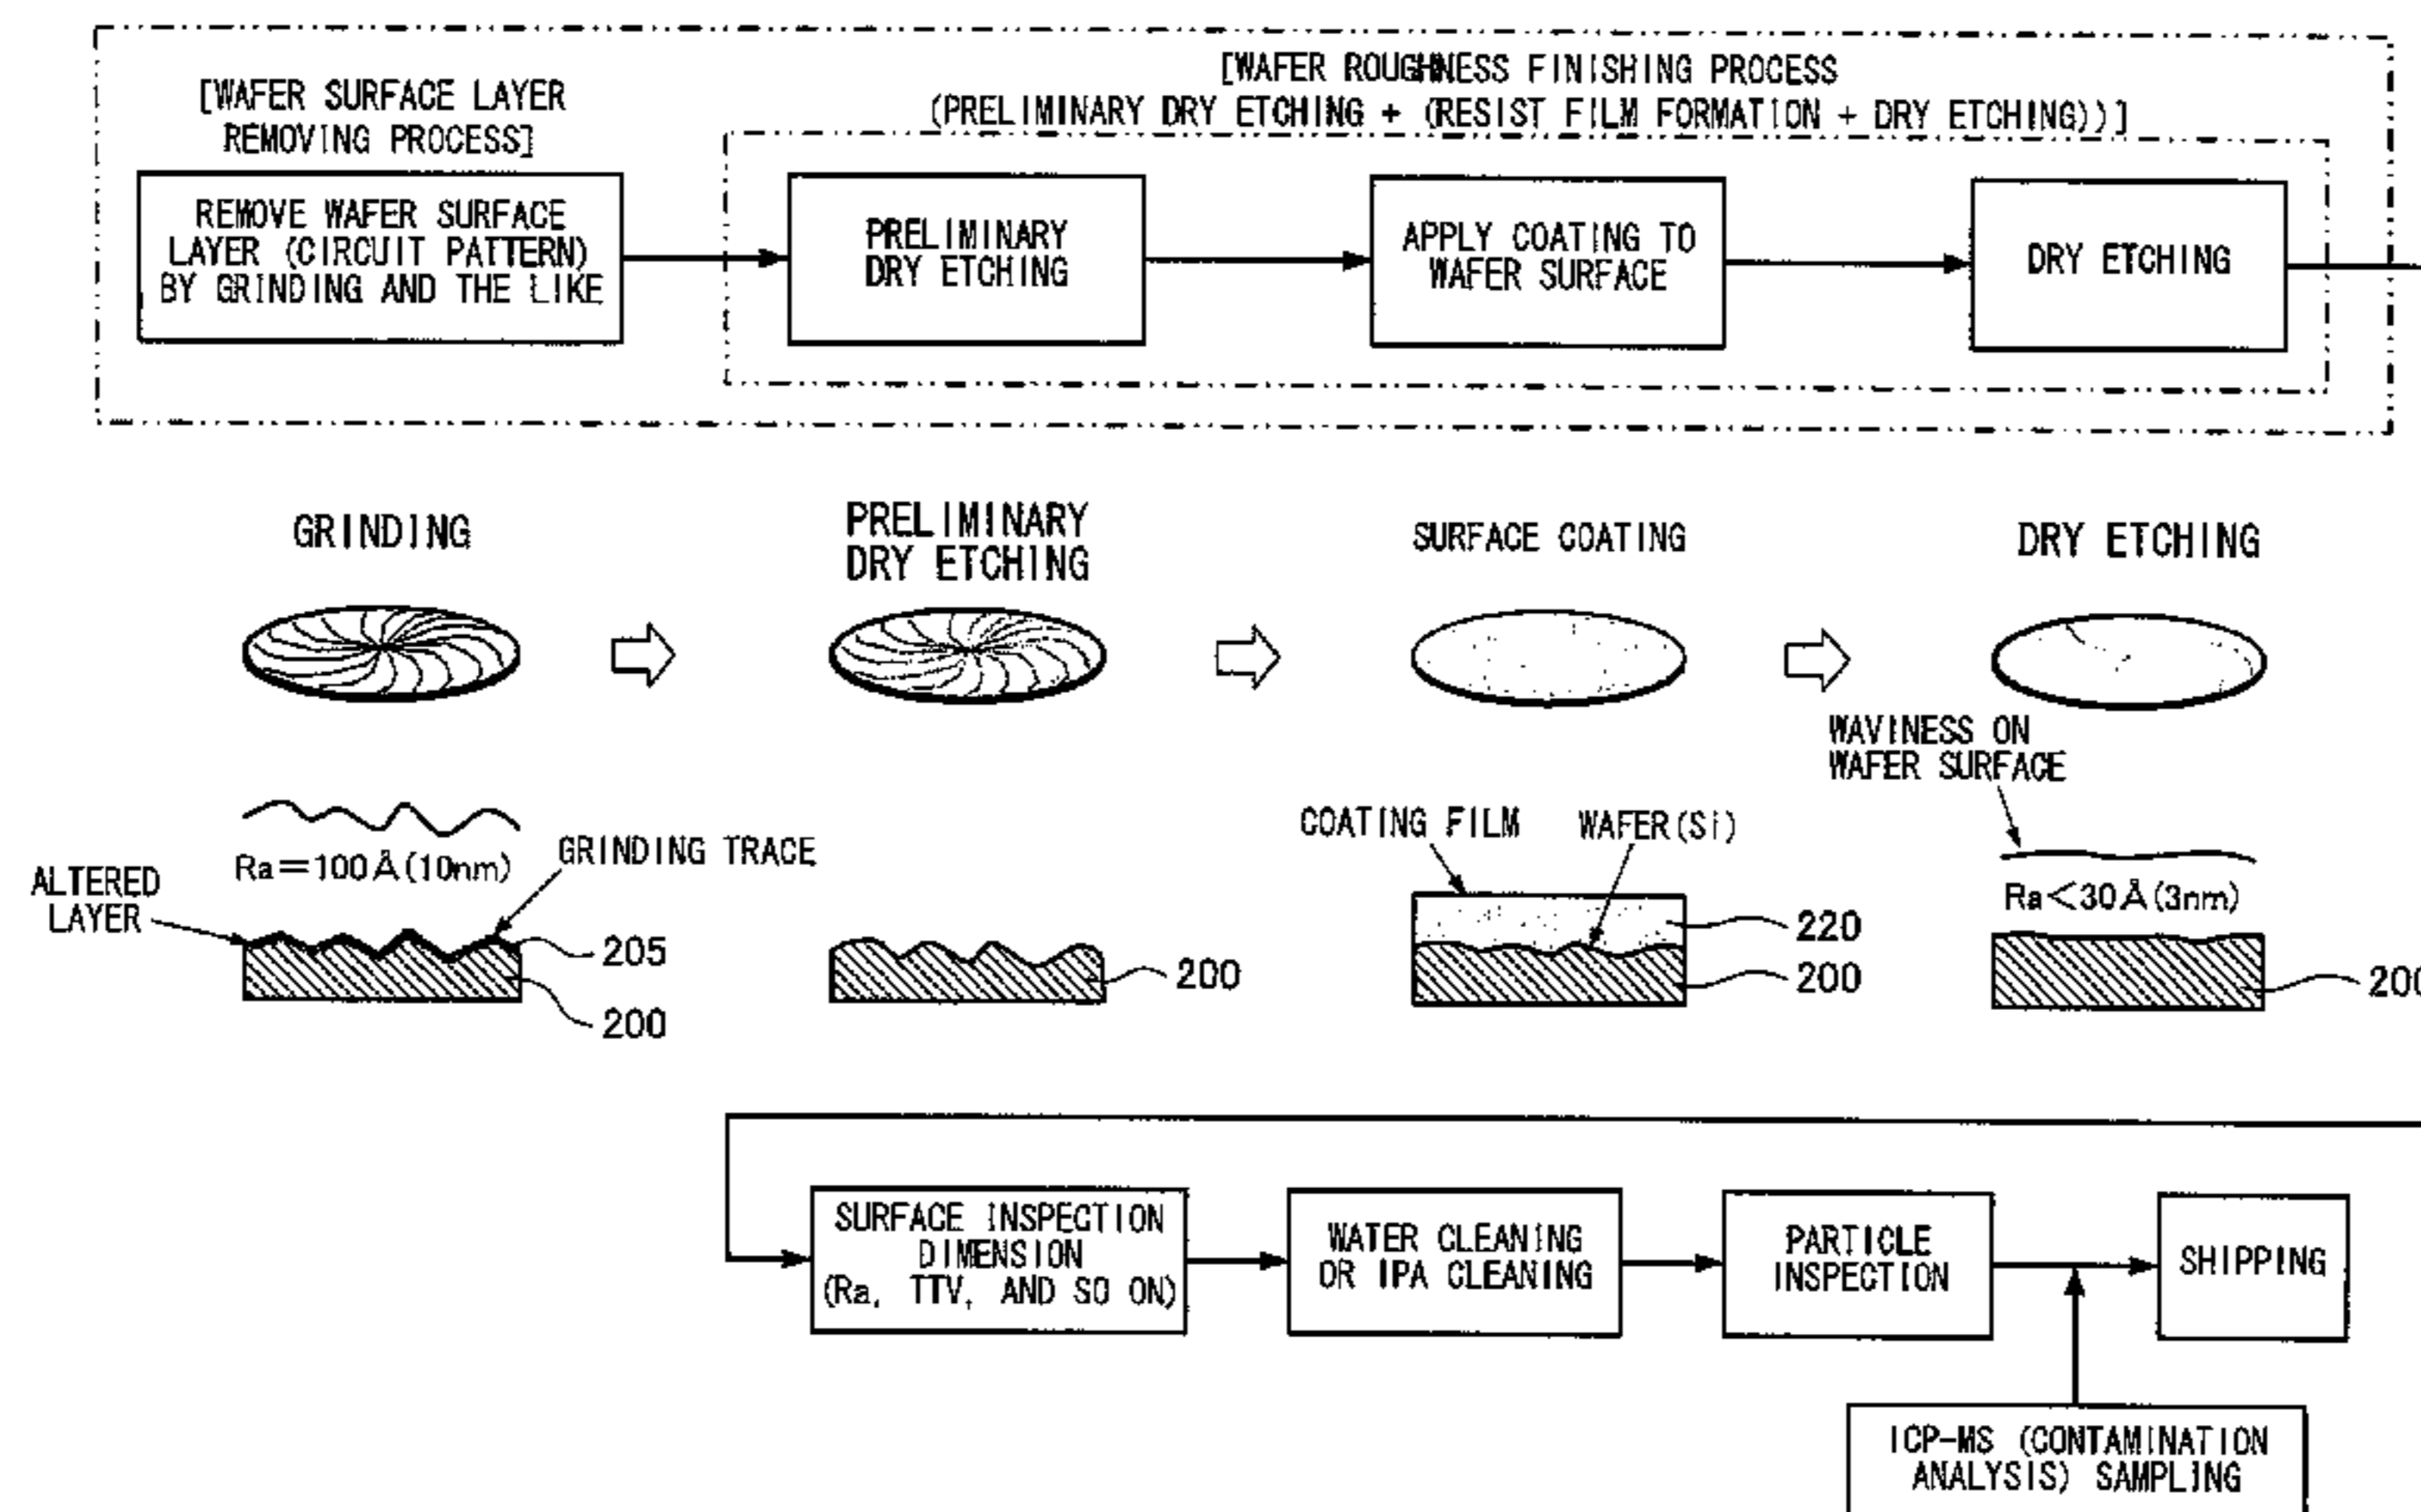 [WAFER SURFACE LAYER
REMOVING PROCESS]
[WAFER ROUGHNESS FINISHING PROCESS
(PRELIMINARY DRY ETCHING + (RESIST FILM FORMATION + DRY ETCHING))]
REMOVE WAFER SURFACE
LAYER (CIRCUIT PATTERN)
BY GRINDING AND THE LIKE
PRELIMINARY
DRY ETCHING
APPLY COATING TO
WAFER SURFACE
DRY ETCHING
GRINDING
PRELIMINARY
DRY ETCHING
SURFACE COATING
DRY ETCHING
WAVINESS ON
WAFER SURFACE
Ra=100Å(10nm)
GRINDING TRACE
ALTERED
LAYER
205
200
200
COATING FILM
WAFER(Si)
220
200
Ra<30Å(3nm)
200
SURFACE INSPECTION
DIMENSION
(Ra, TTV, AND SO ON)
WATER CLEANING
OR IPA CLEANING
PARTICLE
INSPECTION
SHIPPING
ICP-MS (CONTAMINATION
ANALYSIS) SAMPLING